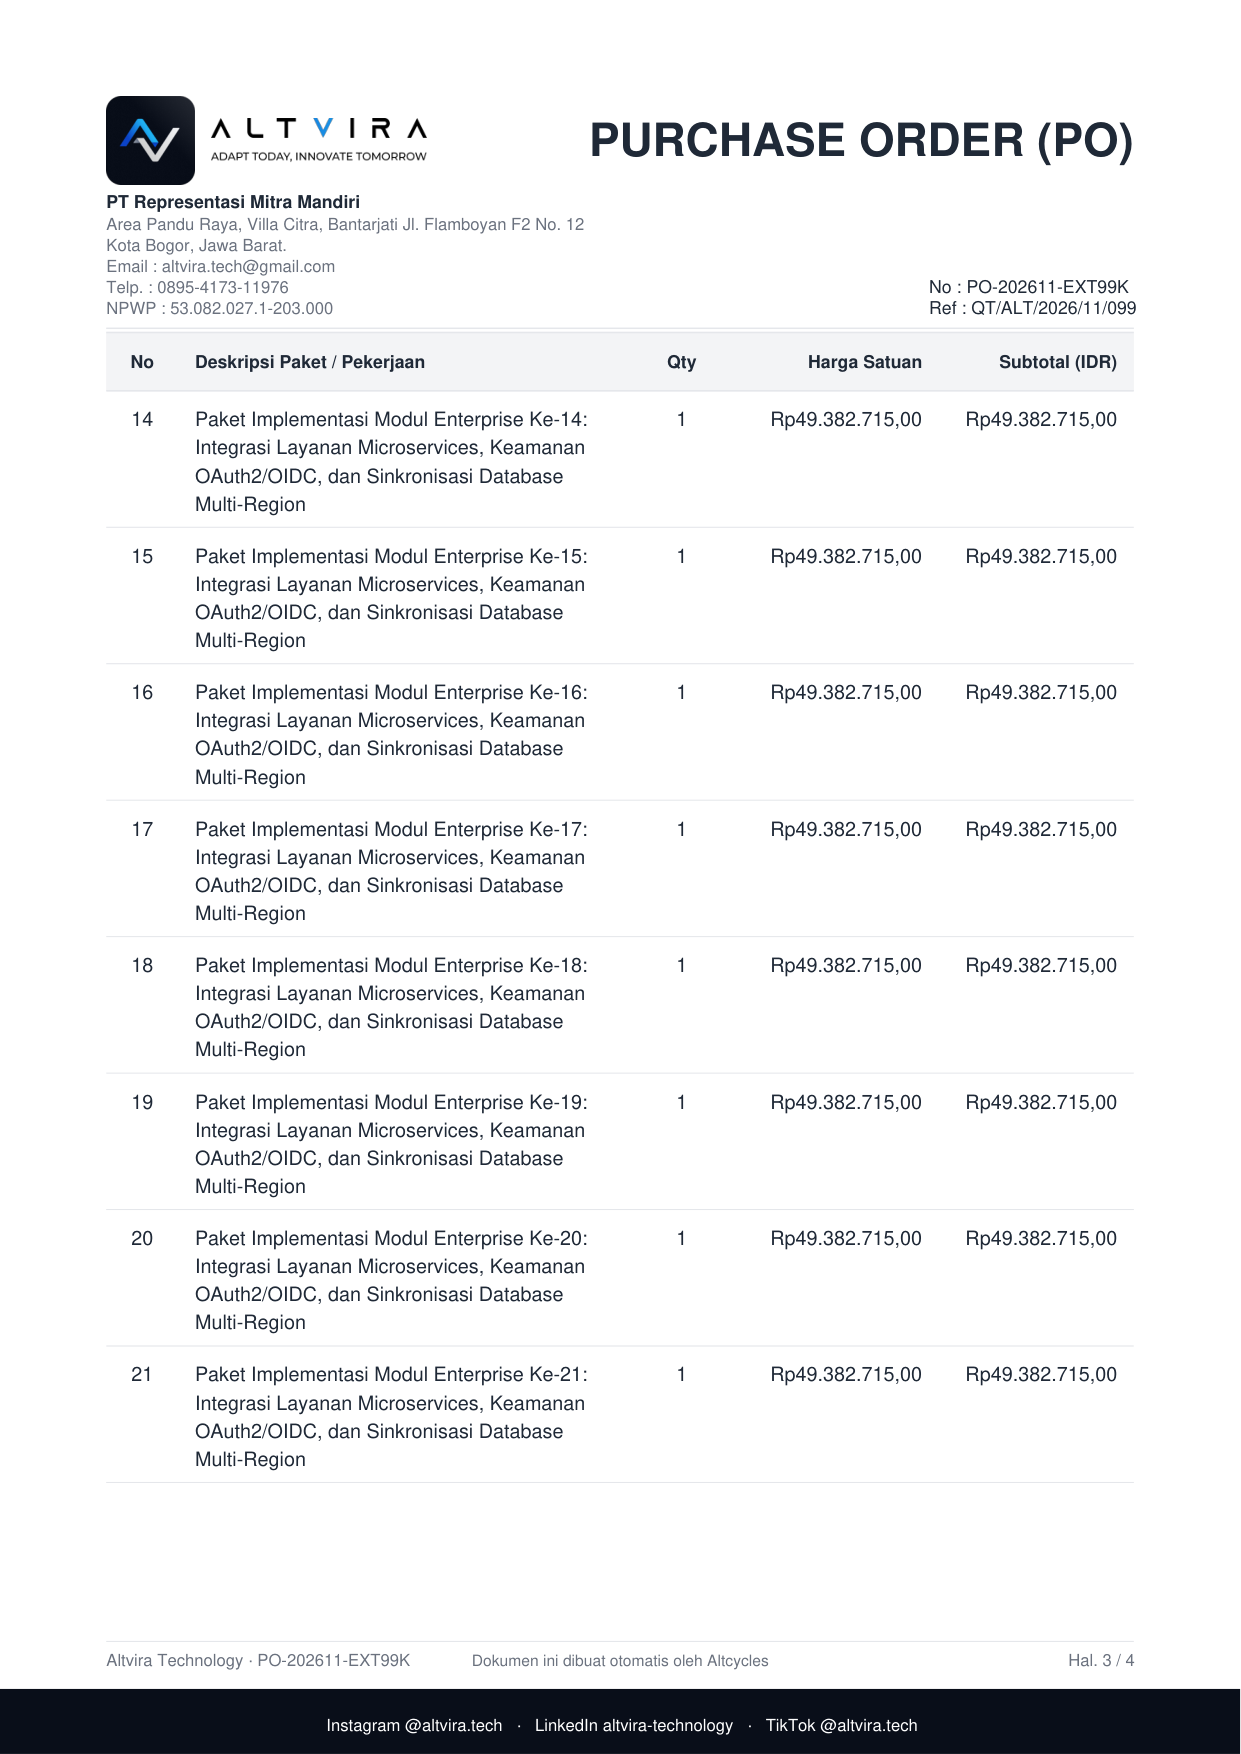 ALTVIRA
ADAPT TODAY, INNOVATE TOMORROW
PURCHASE ORDER (PO)
PT Representasi Mitra Mandiri
Area Pandu Raya, Villa Citra, Bantarjati Jl. Flamboyan F2 No. 12
Kota Bogor, Jawa Barat.
Email : altvira.tech@gmail.com
Telp. : 0895-4173-11976
NPWP : 53.082.027.1-203.000
No : PO-202611-EXT99K
Ref : QT/ALT/2026/11/099
No Deskripsi Paket / Pekerjaan Qty Harga Satuan Subtotal (IDR)
14 Paket Implementasi Modul Enterprise Ke-14: 1 Rp49.382.715,00 Rp49.382.715,00
Integrasi Layanan Microservices, Keamanan
OAuth2/OIDC, dan Sinkronisasi Database
Multi-Region
15 Paket Implementasi Modul Enterprise Ke-15: 1 Rp49.382.715,00 Rp49.382.715,00
Integrasi Layanan Microservices, Keamanan
OAuth2/OIDC, dan Sinkronisasi Database
Multi-Region
16 Paket Implementasi Modul Enterprise Ke-16: 1 Rp49.382.715,00 Rp49.382.715,00
Integrasi Layanan Microservices, Keamanan
OAuth2/OIDC, dan Sinkronisasi Database
Multi-Region
17 Paket Implementasi Modul Enterprise Ke-17: 1 Rp49.382.715,00 Rp49.382.715,00
Integrasi Layanan Microservices, Keamanan
OAuth2/OIDC, dan Sinkronisasi Database
Multi-Region
18 Paket Implementasi Modul Enterprise Ke-18: 1 Rp49.382.715,00 Rp49.382.715,00
Integrasi Layanan Microservices, Keamanan
OAuth2/OIDC, dan Sinkronisasi Database
Multi-Region
19 Paket Implementasi Modul Enterprise Ke-19: 1 Rp49.382.715,00 Rp49.382.715,00
Integrasi Layanan Microservices, Keamanan
OAuth2/OIDC, dan Sinkronisasi Database
Multi-Region
20 Paket Implementasi Modul Enterprise Ke-20: 1 Rp49.382.715,00 Rp49.382.715,00
Integrasi Layanan Microservices, Keamanan
OAuth2/OIDC, dan Sinkronisasi Database
Multi-Region
21 Paket Implementasi Modul Enterprise Ke-21: 1 Rp49.382.715,00 Rp49.382.715,00
Integrasi Layanan Microservices, Keamanan
OAuth2/OIDC, dan Sinkronisasi Database
Multi-Region
Altvira Technology · PO-202611-EXT99K Dokumen ini dibuat otomatis oleh Altcycles Hal. 3 / 4
Instagram @altvira.tech · LinkedIn altvira-technology · TikTok @altvira.tech